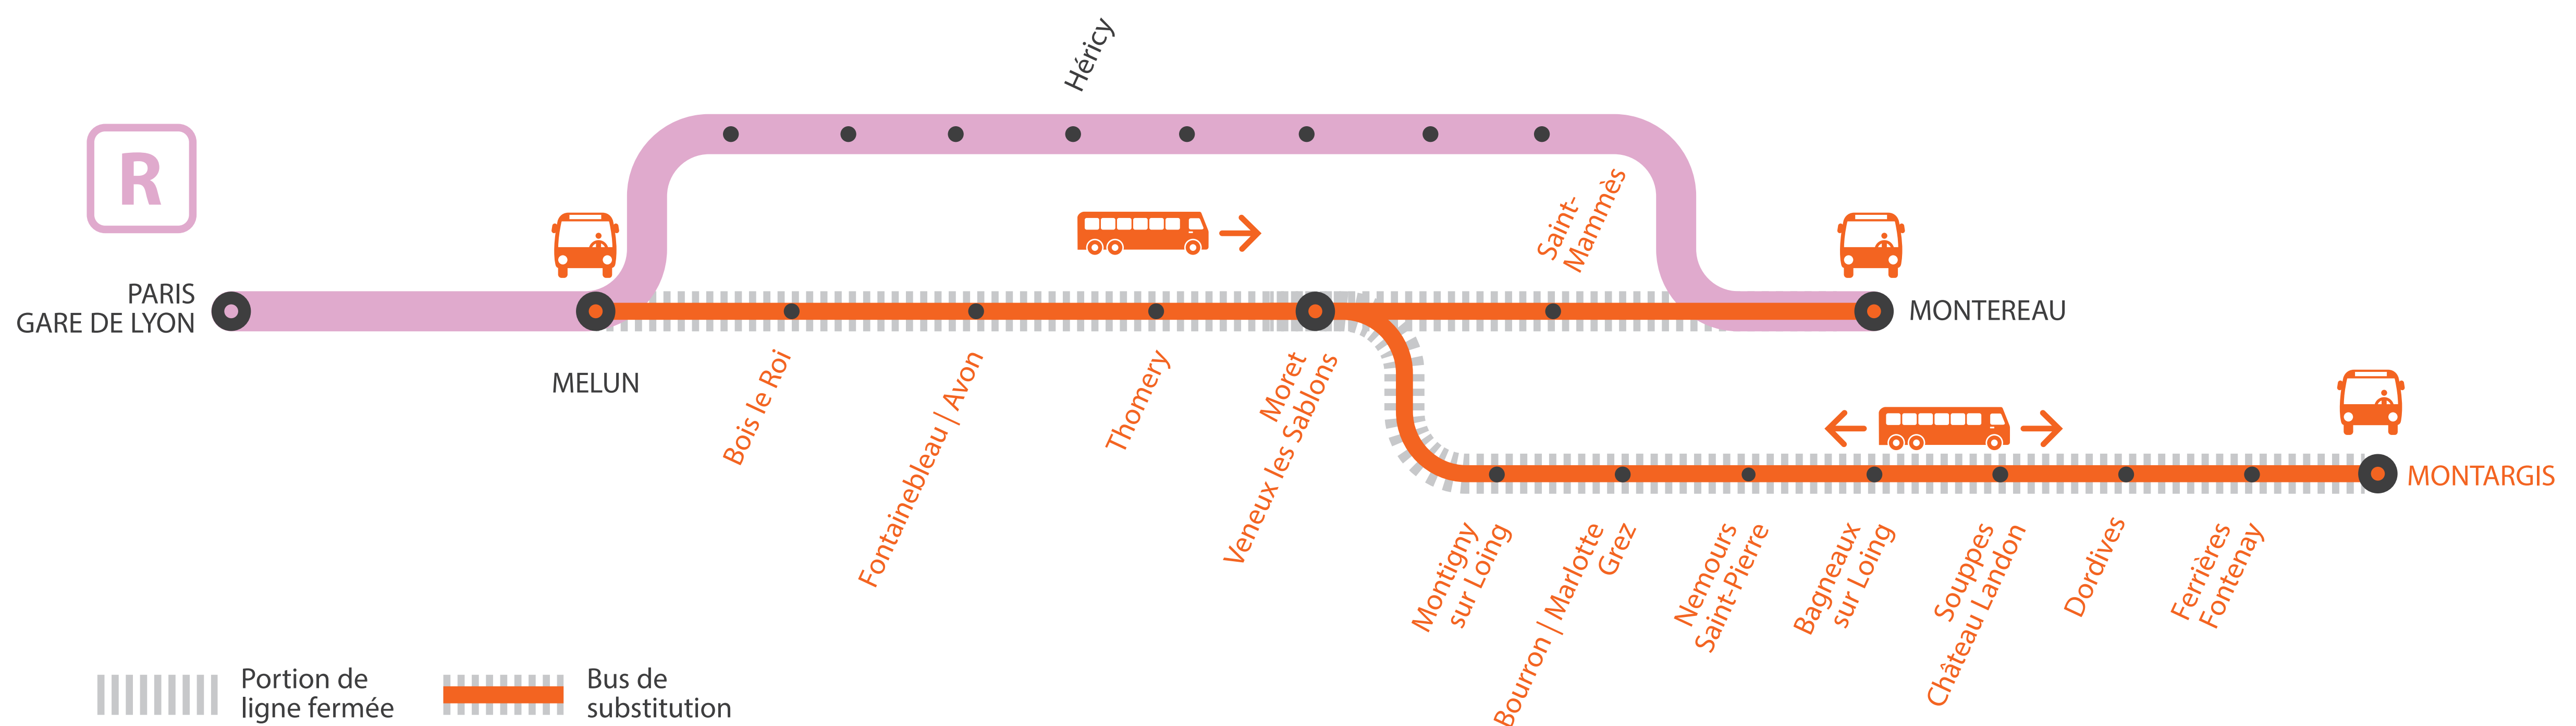 Héricy
R
Saint-
Mammès
PARIS
GARE DE LYON
MELUN
MONTEREAU
Bois le Roi
Fontainebleau | Avon
Thomery
Moret
Veneux les Sablons
MONTARGIS
Montigny
sur Loing
Bourron | Marlotte
Grez
Nemours
Saint-Pierre
Bagneaux
sur Loing
Souppes
Château Landon
Dordives
Ferrières
Fontenay
Portion de
ligne fermée
Bus de
substitution